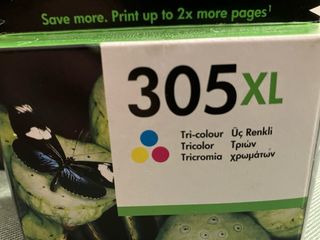 Save more. Print up to 2x more pages¹
305XL
Tri-colour Üç Renkli
Tricolor Τριών
Tricromia χρωμάτων